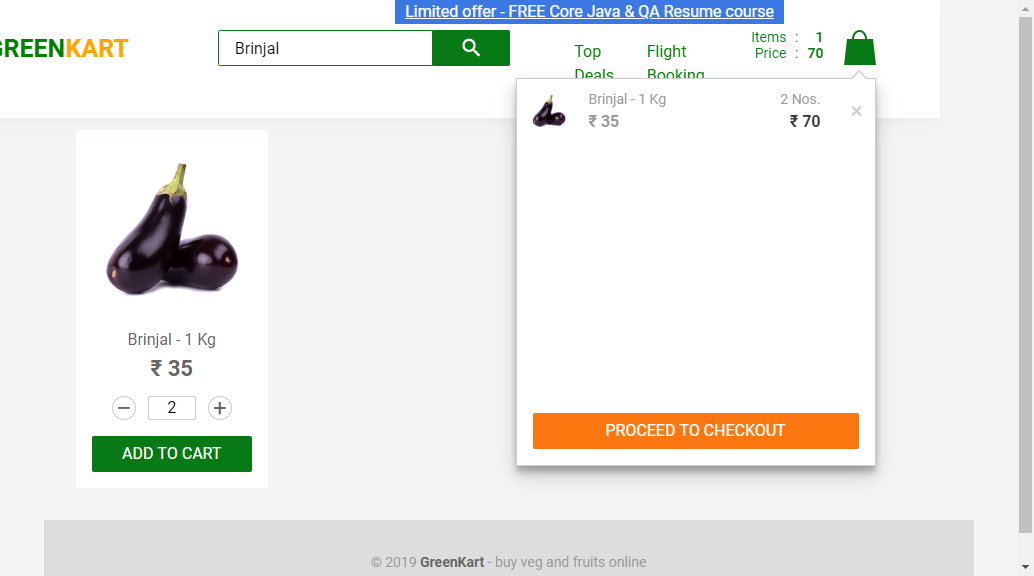 Limited offer - FREE Core Java & QA Resume course
GREENKART
Brinjal
Top Deals
Flight Booking
Items : 1
Price : 70
Brinjal - 1 Kg
₹ 35
2 Nos.
₹ 70
×
PROCEED TO CHECKOUT
Brinjal - 1 Kg
₹ 35
− 2 +
ADD TO CART
© 2019 GreenKart - buy veg and fruits online